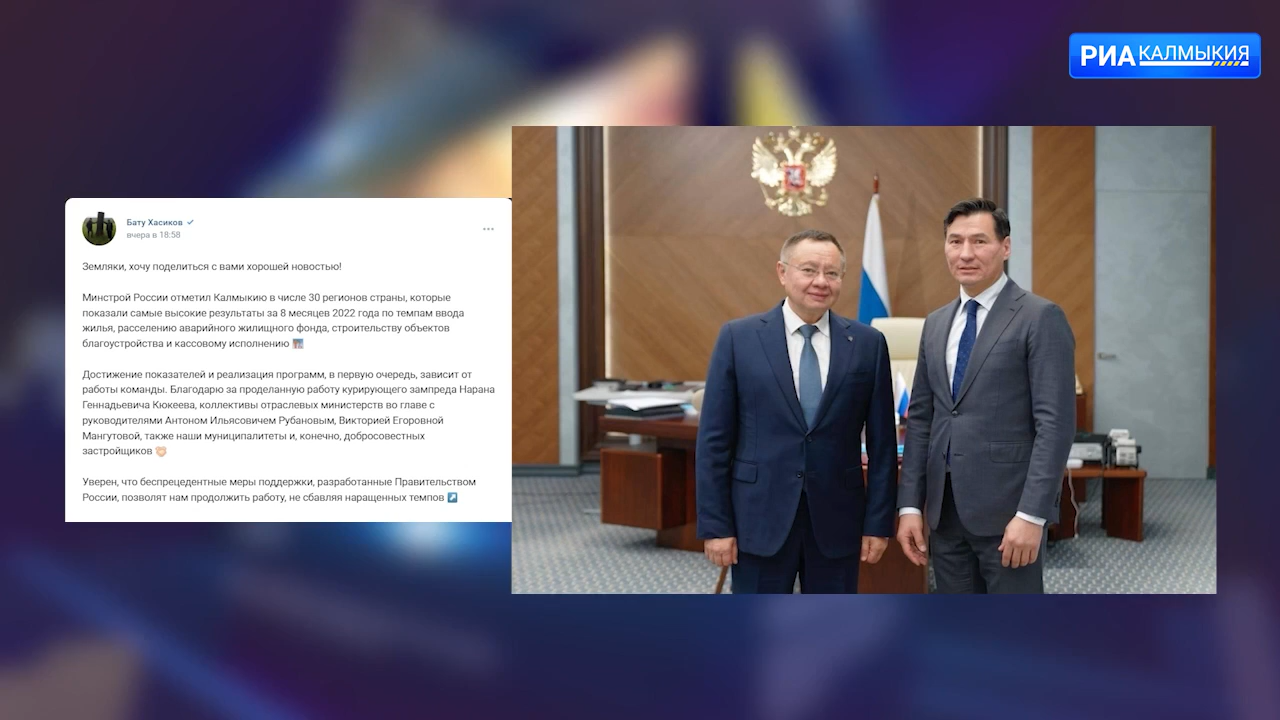 РИА КАЛМЫКИЯ
Бату Хасиков
вчера в 18:58
Земляки, хочу поделиться с вами хорошей новостью!
Минстрой России отметил Калмыкию в числе 30 регионов страны, которые
показали самые высокие результаты за 8 месяцев 2022 года по темпам ввода
жилья, расселению аварийного жилищного фонда, строительству объектов
благоустройства и кассовому исполнению
Достижение показателей и реализация программ, в первую очередь, зависит от
работы команды. Благодарю за проделанную работу курирующего зампреда Нарана
Геннадьевича Кюкеева, коллективы отраслевых министерств во главе с
руководителями Антоном Ильясовичем Рубановым, Викторией Егоровной
Мангутовой, также наши муниципалитеты и, конечно, добросовестных
застройщиков
Уверен, что беспрецедентные меры поддержки, разработанные Правительством
России, позволят нам продолжить работу, не сбавляя наращенных темпов